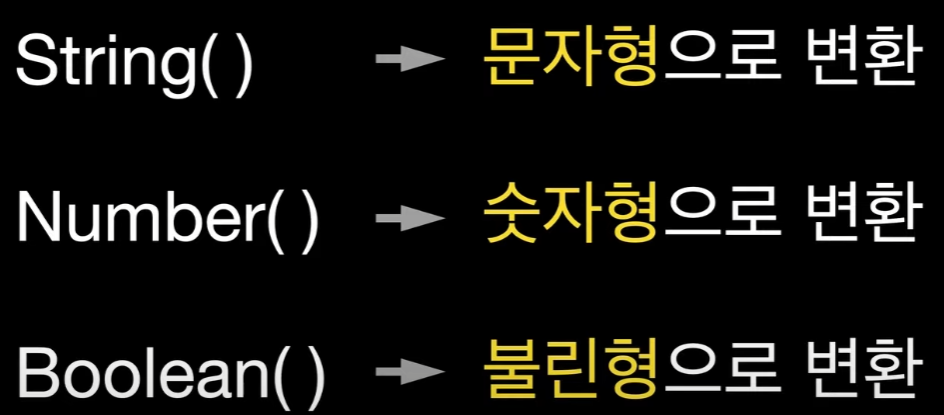 String( ) → 문자형으로 변환
Number( ) → 숫자형으로 변환
Boolean( ) → 불린형으로 변환